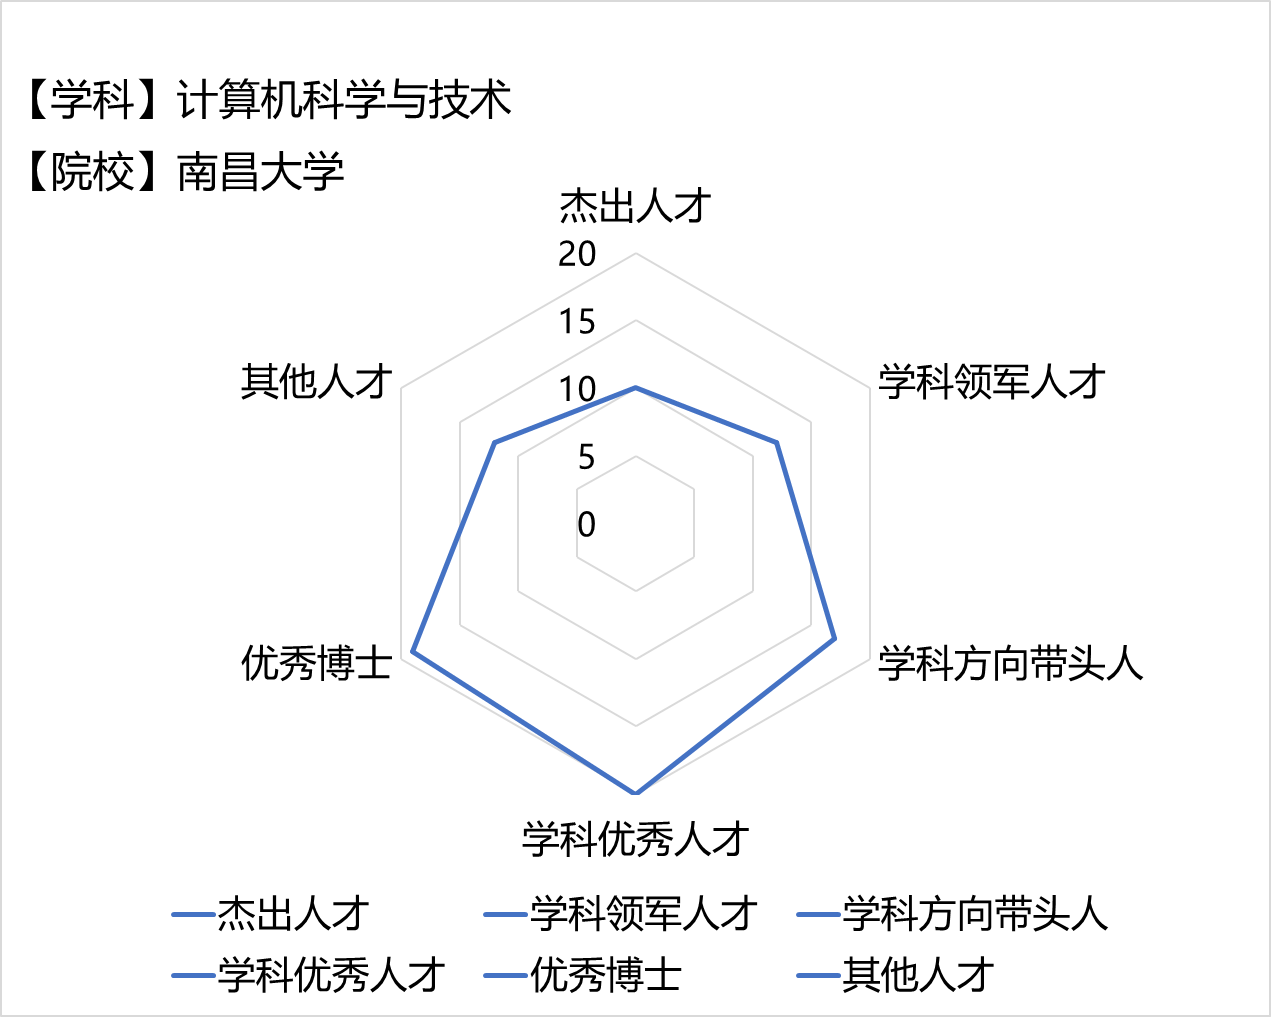 【学科】计算机科学与技术
【院校】南昌大学
杰出人才
20
15
10
5
0
其他人才
学科领军人才
优秀博士
学科方向带头人
学科优秀人才
杰出人才 学科领军人才 学科方向带头人
学科优秀人才 优秀博士 其他人才